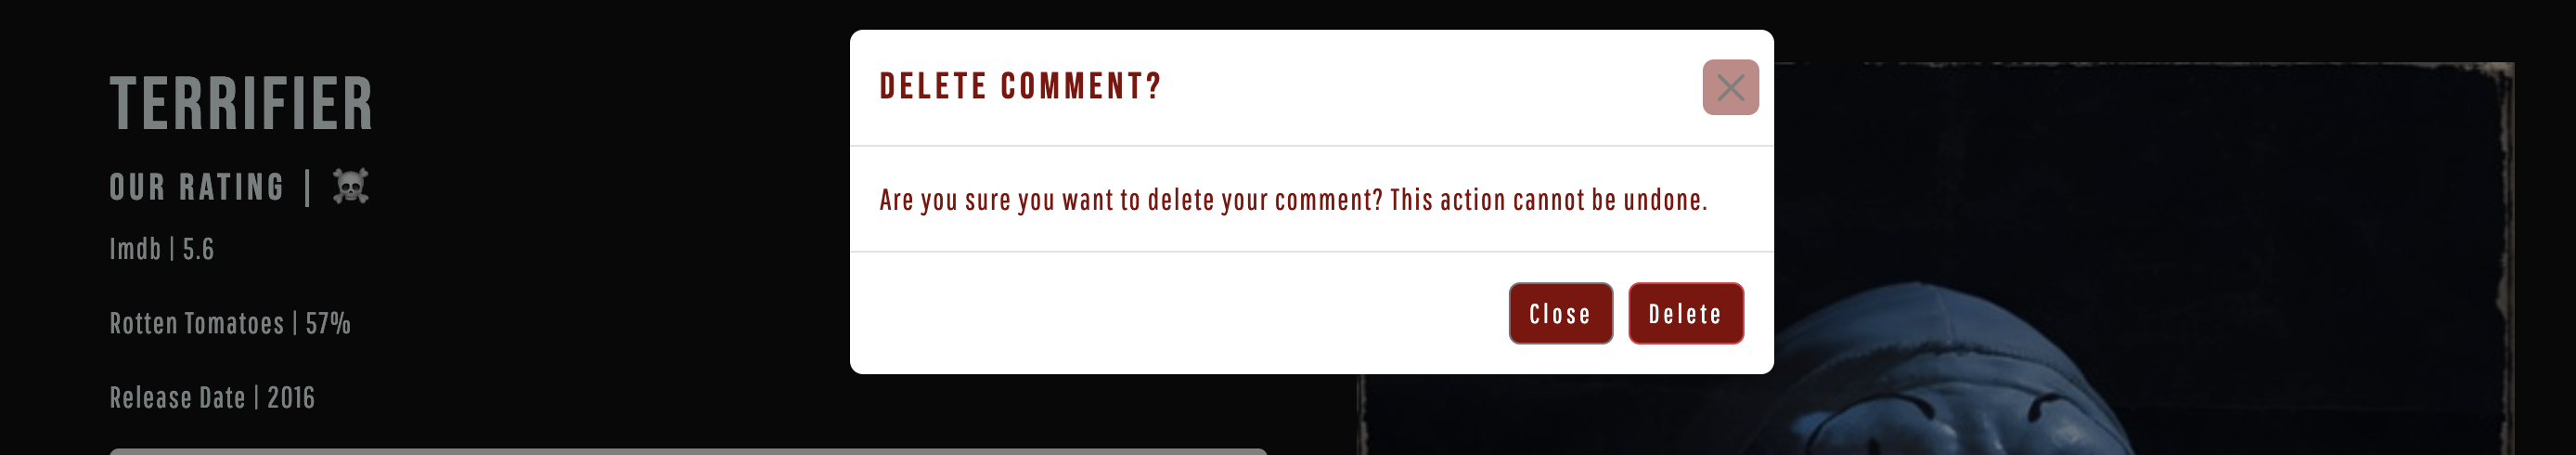 TERRIFIER
OUR RATING | ☠️
Imdb | 5.6
Rotten Tomatoes | 57%
Release Date | 2016
DELETE COMMENT?
Are you sure you want to delete your comment? This action cannot be undone.
Close
Delete